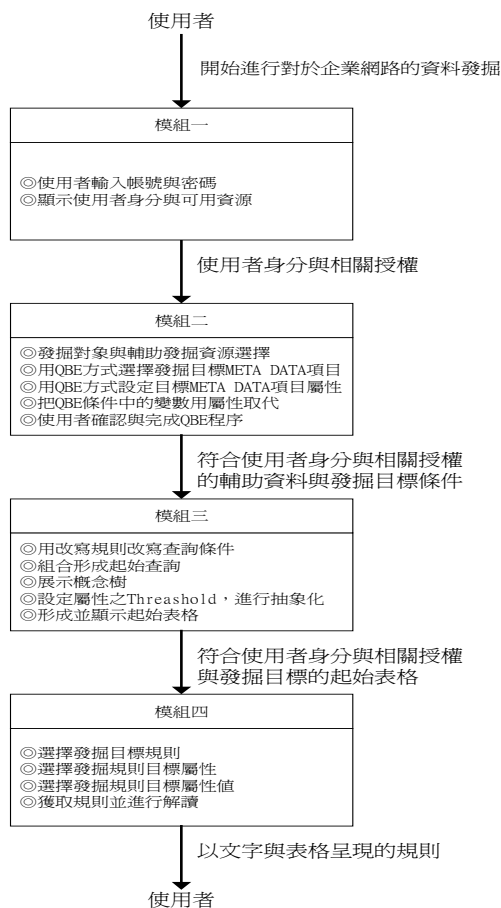 使用者
開始進行對於企業網路的資料發掘
模組一
◎使用者輸入帳號與密碼
◎顯示使用者身分與可用資源
使用者身分與相關授權
模組二
◎發掘對象與輔助發掘資源選擇
◎用QBE方式選擇發掘目標META DATA項目
◎用QBE方式設定目標META DATA項目屬性
◎把QBE條件中的變數用屬性取代
◎使用者確認與完成QBE程序
符合使用者身分與相關授權
的輔助資料與發掘目標條件
模組三
◎用改寫規則改寫查詢條件
◎組合形成起始查詢
◎展示概念樹
◎設定屬性之Threashold，進行抽象化
◎形成並顯示起始表格
符合使用者身分與相關授權
與發掘目標的起始表格
模組四
◎選擇發掘目標規則
◎選擇發掘規則目標屬性
◎選擇發掘規則目標屬性值
◎獲取規則並進行解讀
以文字與表格呈現的規則
使用者